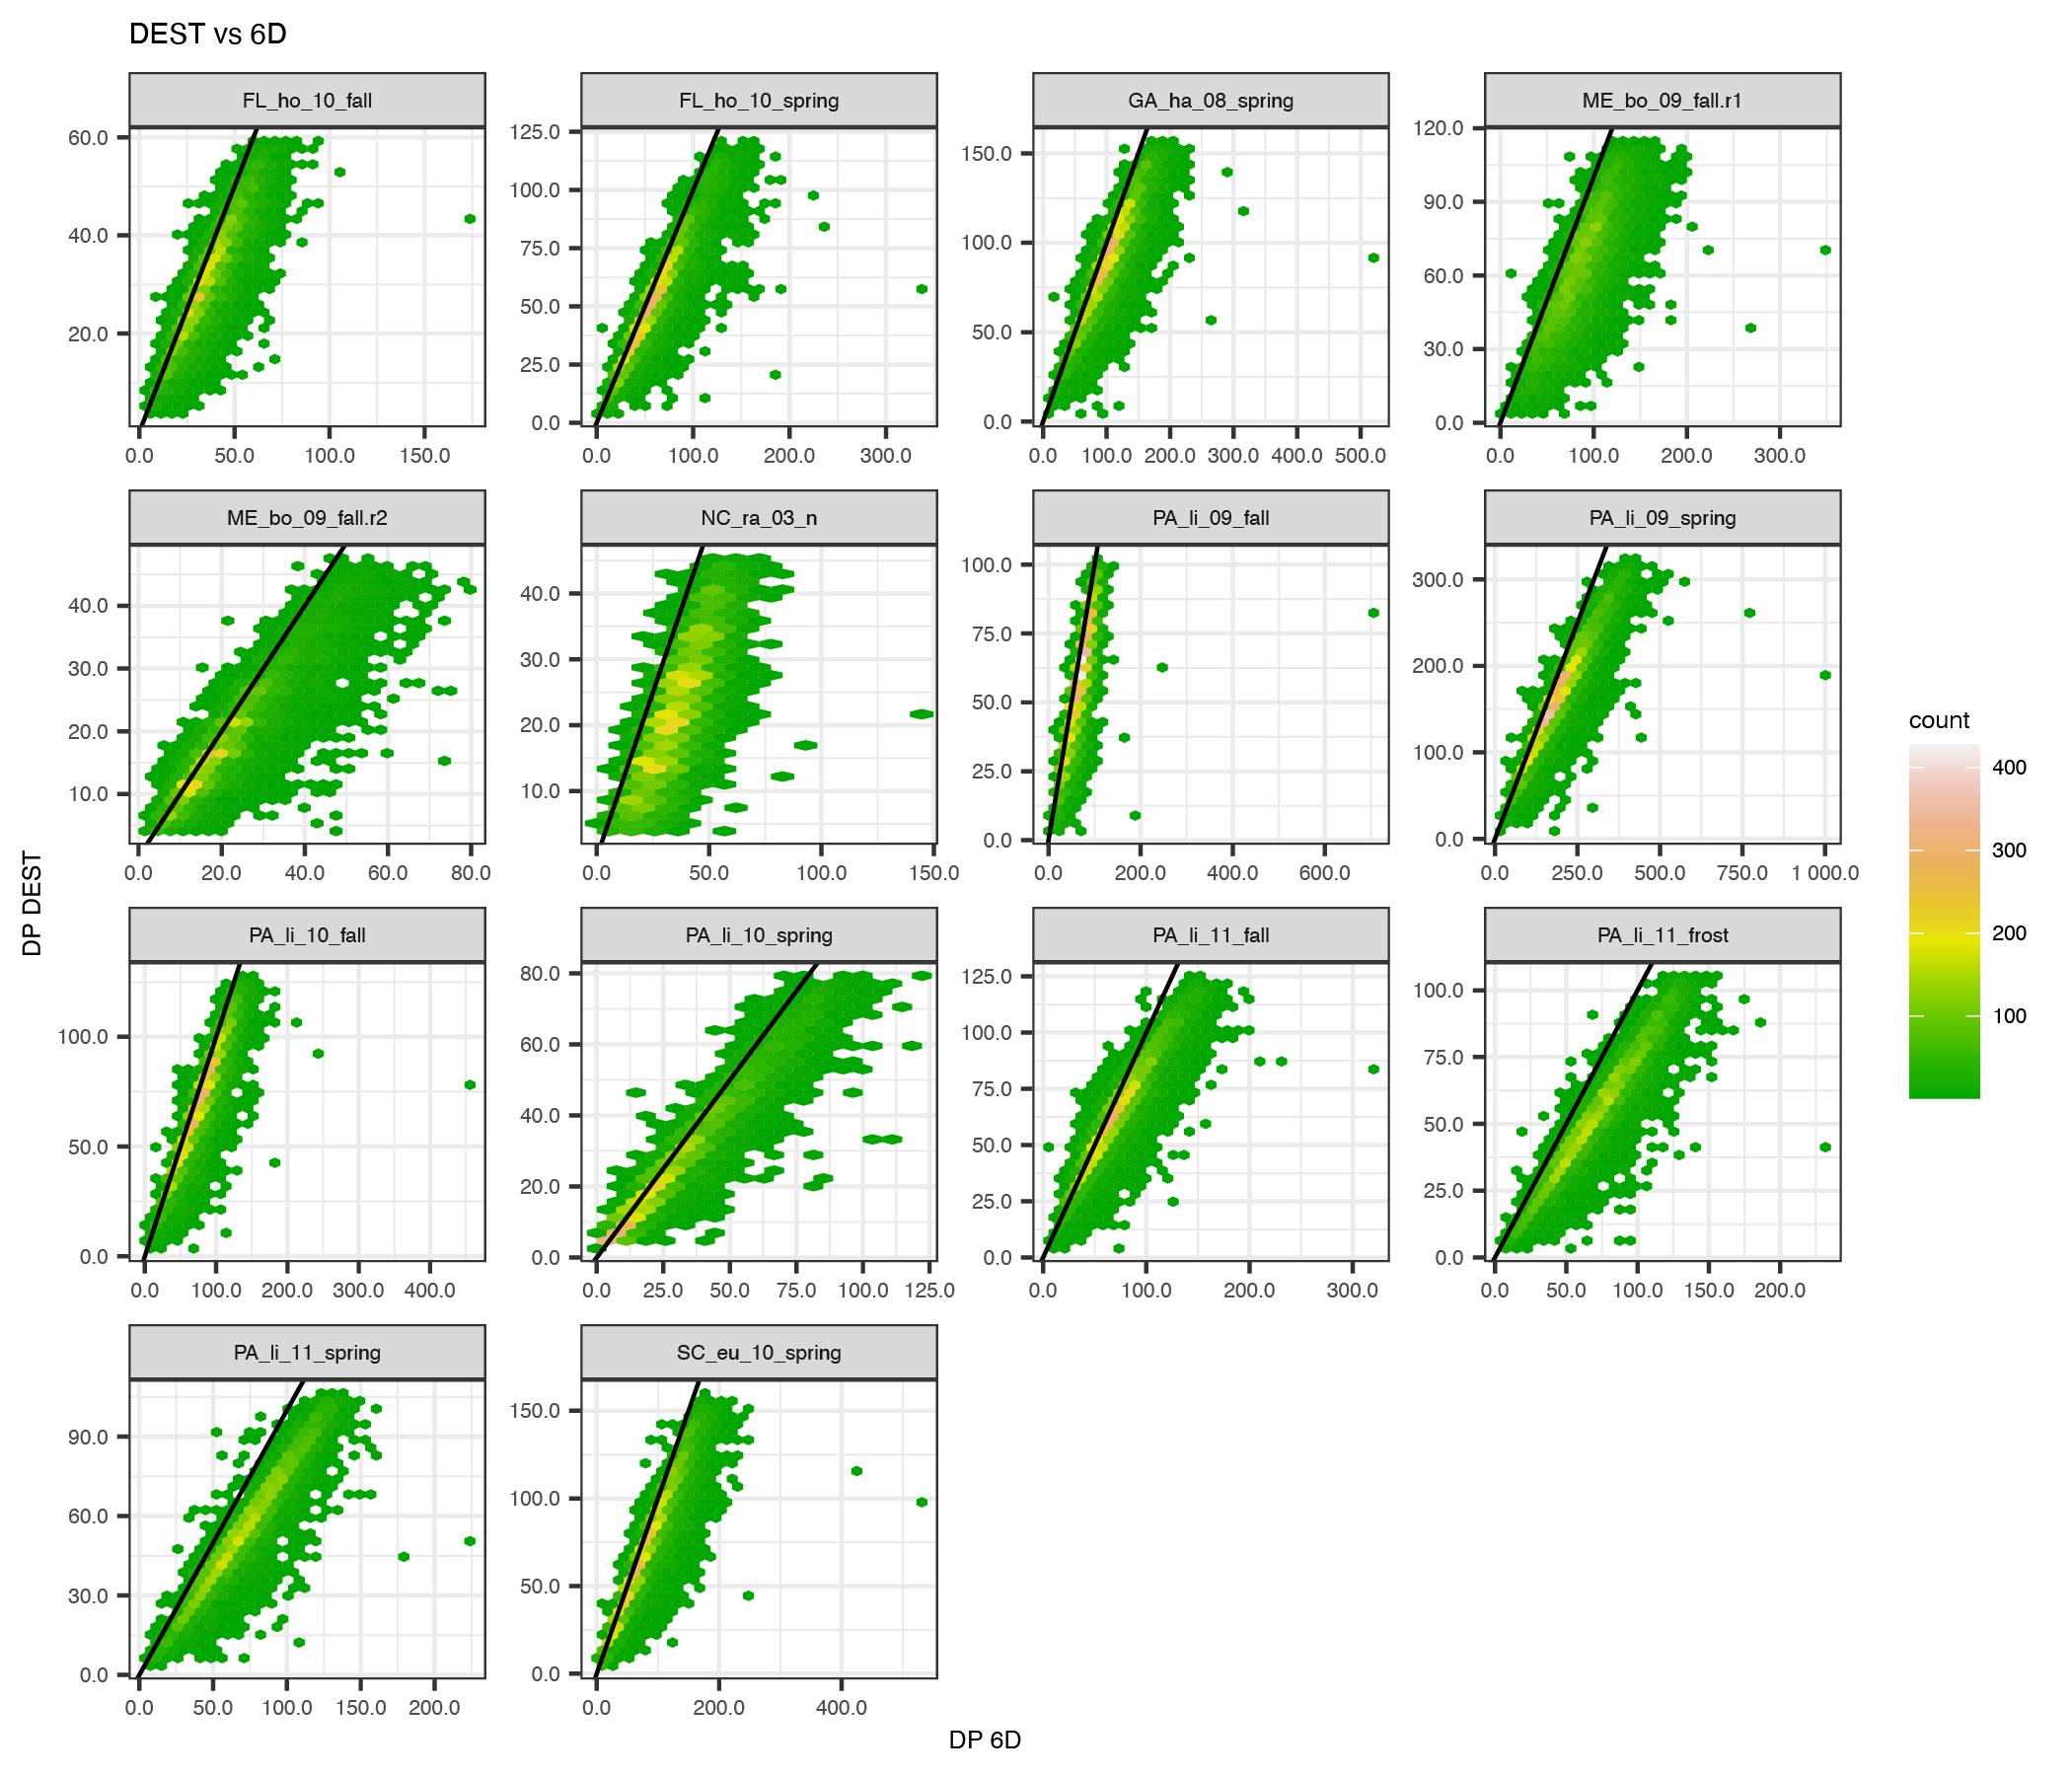 DEST vs 6D
FL_ho_10_fall
FL_ho_10_spring
GA_ha_08_spring
ME_bo_09_fall.r1
60.0
40.0
20.0
125.0
100.0
75.0
50.0
25.0
0.0
150.0
100.0
50.0
0.0
120.0
90.0
60.0
30.0
0.0
0.0 50.0 100.0 150.0
0.0 100.0 200.0 300.0
0.0 100.0 200.0 300.0 400.0 500.0
0.0 100.0 200.0 300.0
ME_bo_09_fall.r2
NC_ra_03_n
PA_li_09_fall
PA_li_09_spring
40.0
30.0
20.0
10.0
40.0
30.0
20.0
10.0
100.0
75.0
50.0
25.0
0.0
300.0
200.0
100.0
0.0
0.0 20.0 40.0 60.0 80.0
0.0 50.0 100.0 150.0
0.0 200.0 400.0 600.0
0.0 250.0 500.0 750.0 1 000.0
PA_li_10_fall
PA_li_10_spring
PA_li_11_fall
PA_li_11_frost
100.0
50.0
0.0
80.0
60.0
40.0
20.0
0.0
125.0
100.0
75.0
50.0
25.0
0.0
100.0
75.0
50.0
25.0
0.0
0.0 100.0 200.0 300.0 400.0
0.0 25.0 50.0 75.0 100.0 125.0
0.0 100.0 200.0 300.0
0.0 50.0 100.0 150.0 200.0
PA_li_11_spring
SC_eu_10_spring
90.0
60.0
30.0
0.0
150.0
100.0
50.0
0.0
0.0 50.0 100.0 150.0 200.0
0.0 200.0 400.0
DP DEST
DP 6D
count
400
300
200
100